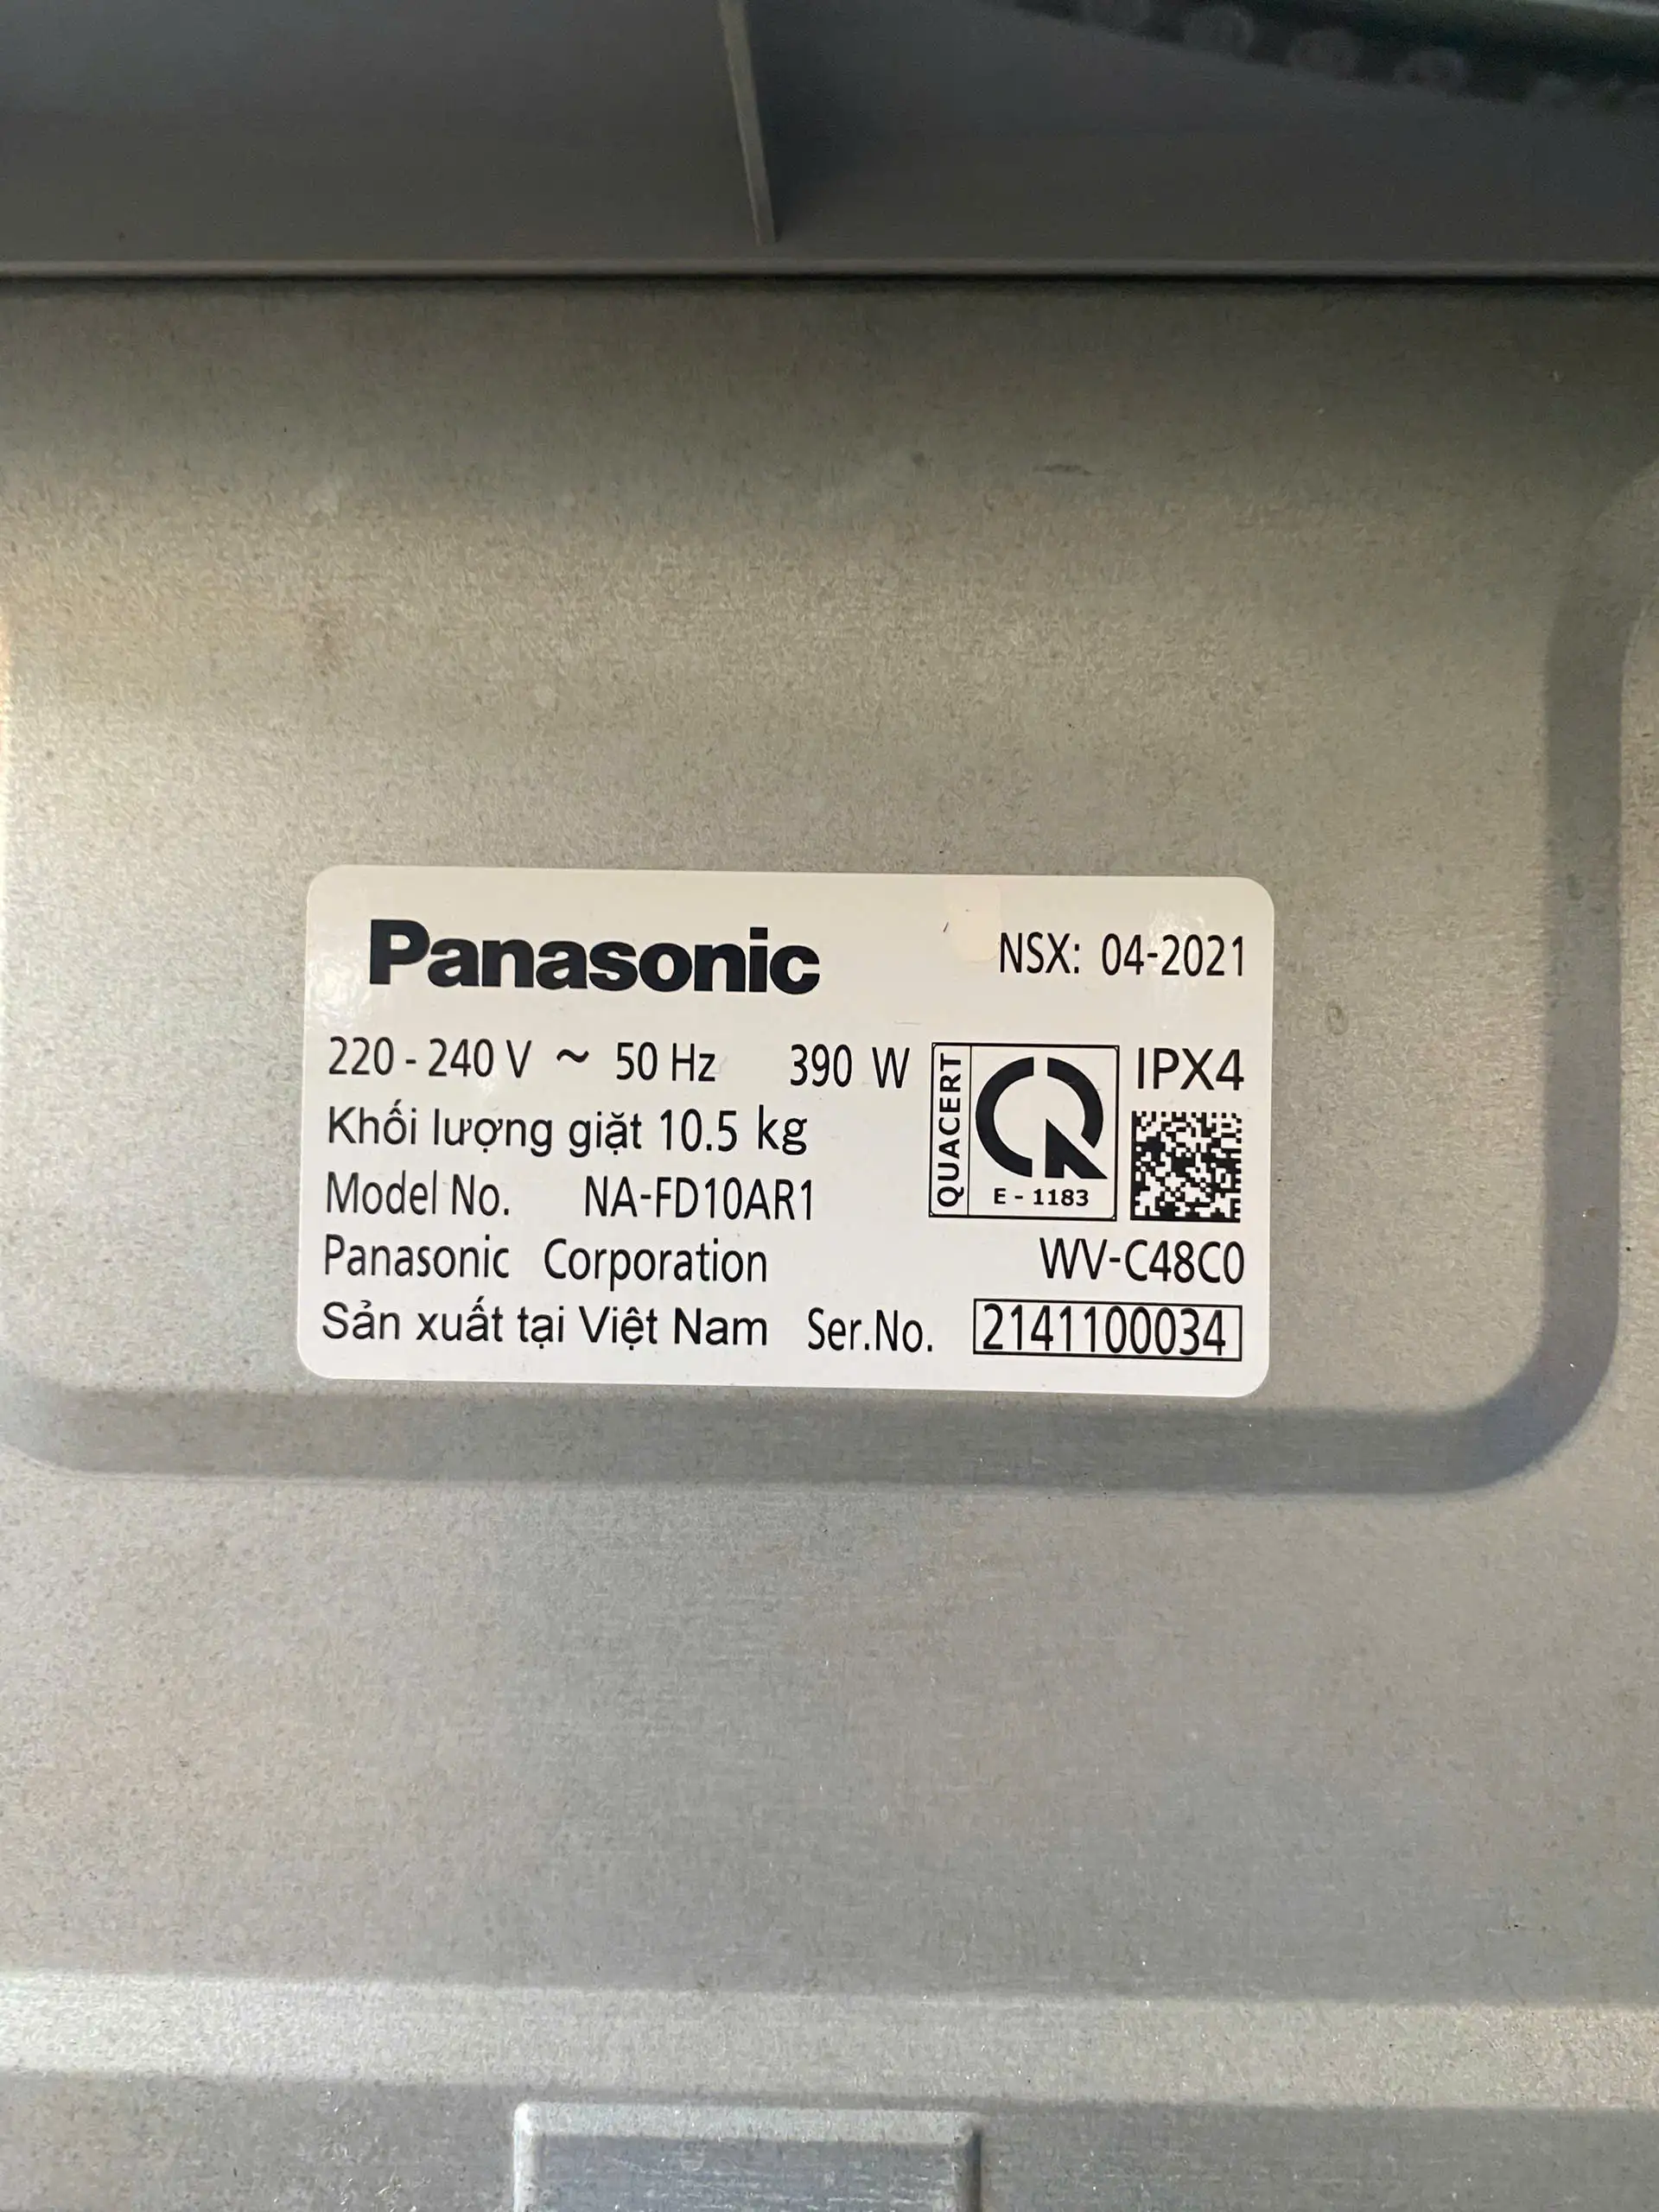 Panasonic
NSX: 04-2021
220 - 240 V ~ 50 Hz 390 W
QUACERT
E - 1183
IPX4
Khối lượng giặt 10.5 kg
Model No. NA-FD10AR1
Panasonic Corporation
WV-C48C0
Sản xuất tại Việt Nam Ser.No. 2141100034